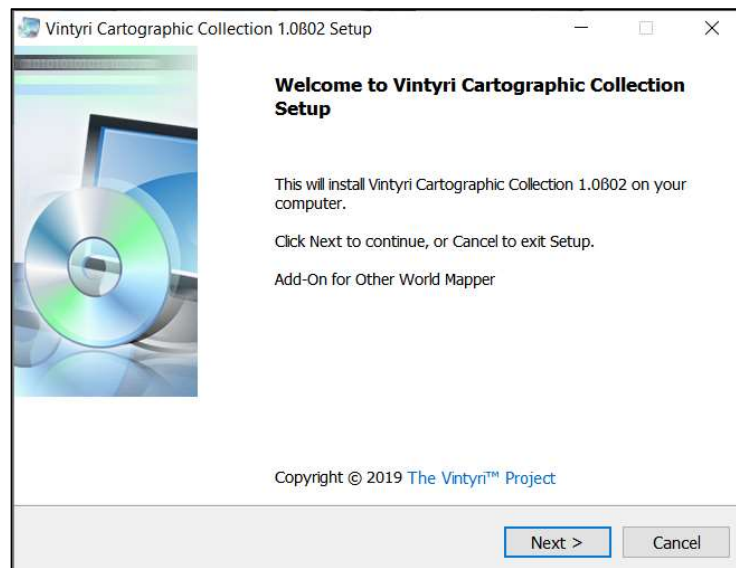 Vintyri Cartographic Collection 1.0ß02 Setup
Welcome to Vintyri Cartographic Collection
Setup
This will install Vintyri Cartographic Collection 1.0ß02 on your
computer.
Click Next to continue, or Cancel to exit Setup.
Add-On for Other World Mapper
Copyright © 2019 The Vintyri™ Project
Next >
Cancel